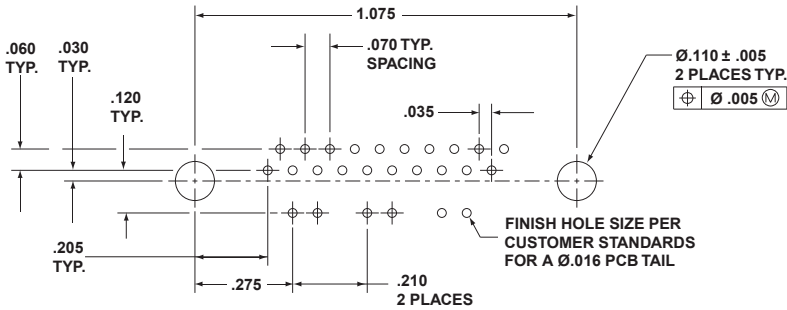 1.075
.060
TYP.
.030
TYP.
.070 TYP.
SPACING
.120
TYP.
.035
Ø.110 ± .005
2 PLACES TYP.
⌖ Ø .005 Ⓜ
.205
TYP.
.275
.210
2 PLACES
FINISH HOLE SIZE PER
CUSTOMER STANDARDS
FOR A Ø.016 PCB TAIL